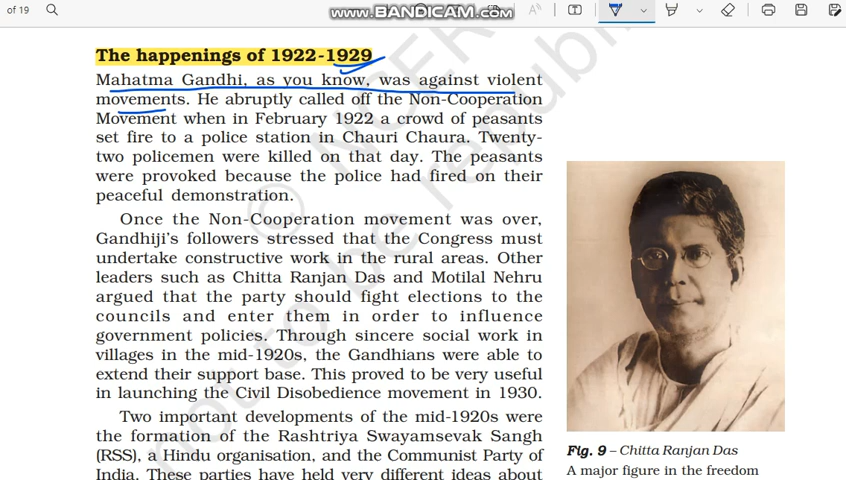 www.BANDICAM.com
of 19
The happenings of 1922-1929
Mahatma Gandhi, as you know, was against violent
movements. He abruptly called off the Non-Cooperation
Movement when in February 1922 a crowd of peasants
set fire to a police station in Chauri Chaura. Twenty-
two policemen were killed on that day. The peasants
were provoked because the police had fired on their
peaceful demonstration.
Once the Non-Cooperation movement was over,
Gandhiji's followers stressed that the Congress must
undertake constructive work in the rural areas. Other
leaders such as Chitta Ranjan Das and Motilal Nehru
argued that the party should fight elections to the
councils and enter them in order to influence
government policies. Through sincere social work in
villages in the mid-1920s, the Gandhians were able to
extend their support base. This proved to be very useful
in launching the Civil Disobedience movement in 1930.
Two important developments of the mid-1920s were
the formation of the Rashtriya Swayamsevak Sangh
(RSS), a Hindu organisation, and the Communist Party of
India. These parties have held very different ideas about
Fig. 9 – Chitta Ranjan Das
A major figure in the freedom
© NCERT
not to be republi